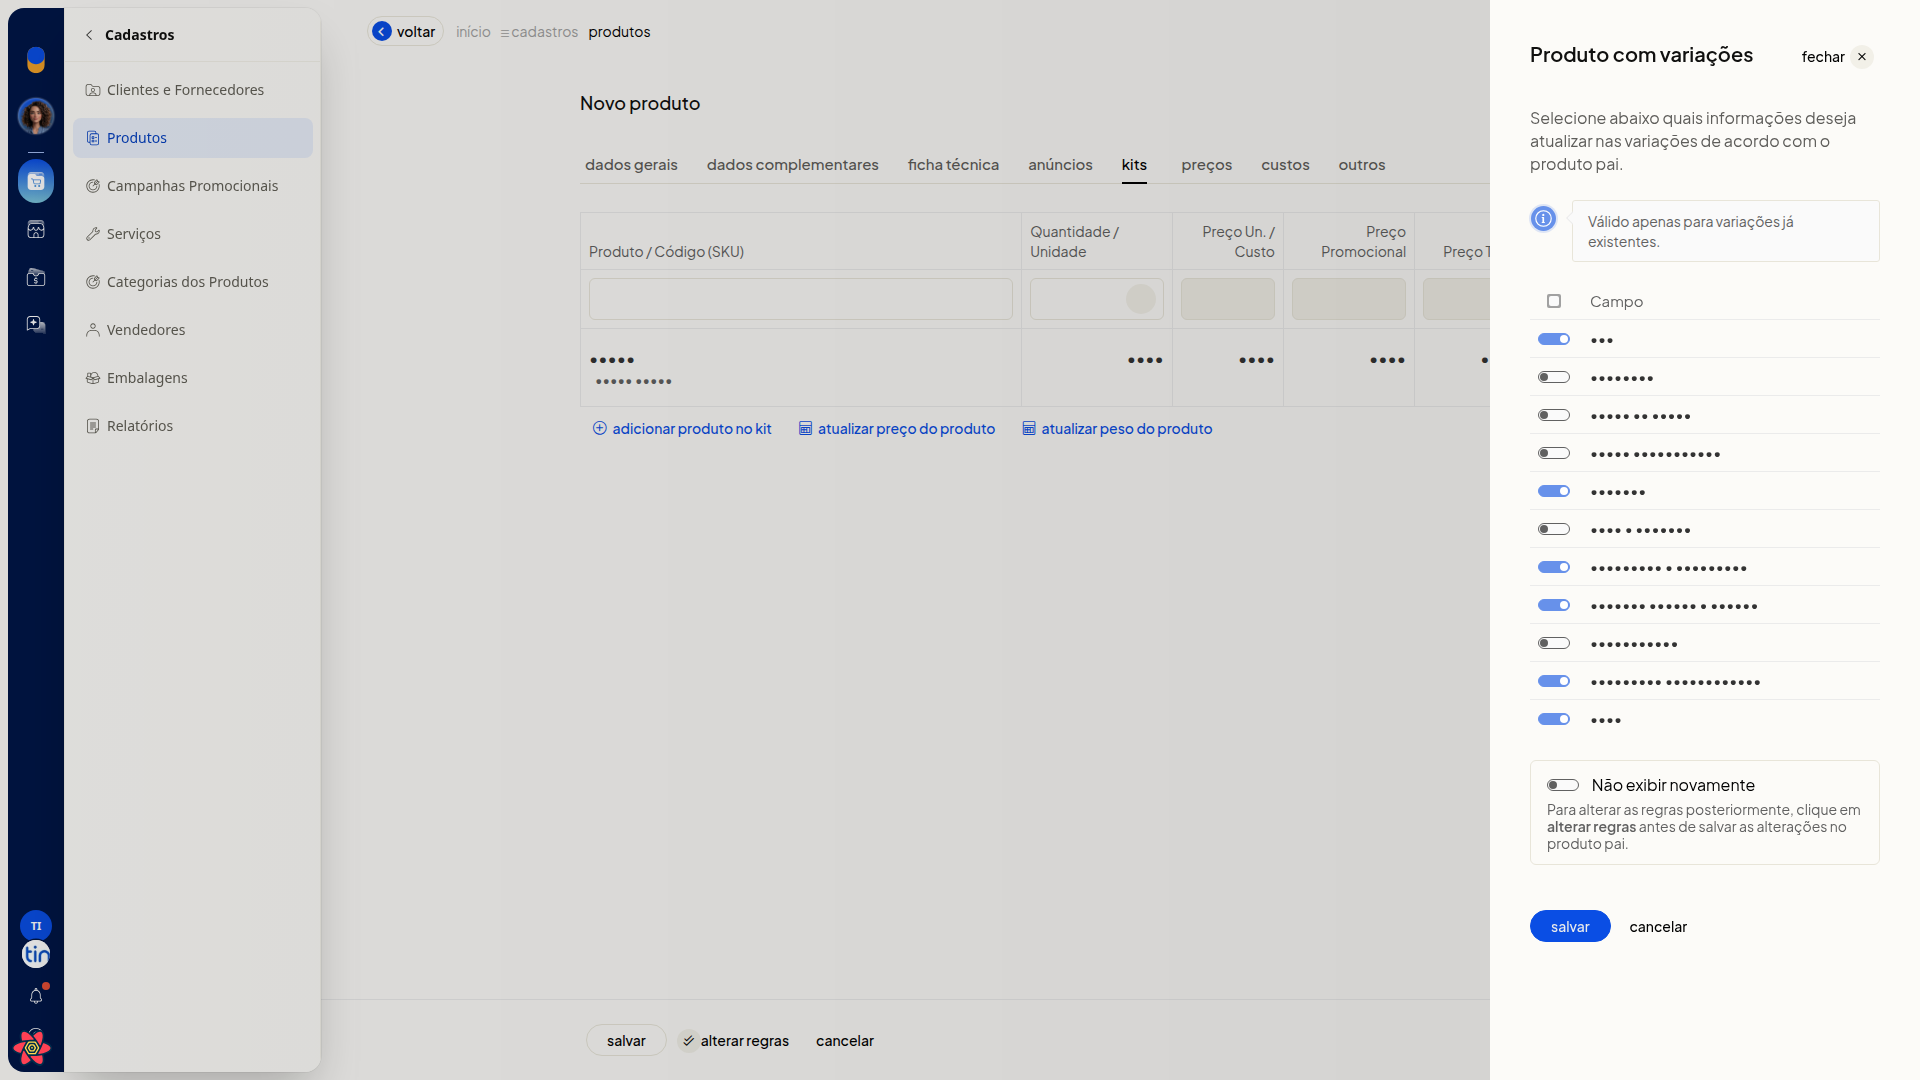 Cadastros
Clientes e Fornecedores
Produtos
Campanhas Promocionais
Serviços
Categorias dos Produtos
Vendedores
Embalagens
Relatórios
TI
tin
voltar início cadastros produtos
Novo produto
dados gerais dados complementares ficha técnica anúncios kits preços custos outros
Produto / Código (SKU)
Quantidade /
Unidade
Preço Un. /
Custo
Preço
Promocional
Preço T
adicionar produto no kit atualizar preço do produto atualizar peso do produto
salvar alterar regras cancelar
Produto com variações
fechar
Selecione abaixo quais informações deseja
atualizar nas variações de acordo com o
produto pai.
Válido apenas para variações já
existentes.
Campo
Não exibir novamente
Para alterar as regras posteriormente, clique em
alterar regras antes de salvar as alterações no
produto pai.
salvar cancelar